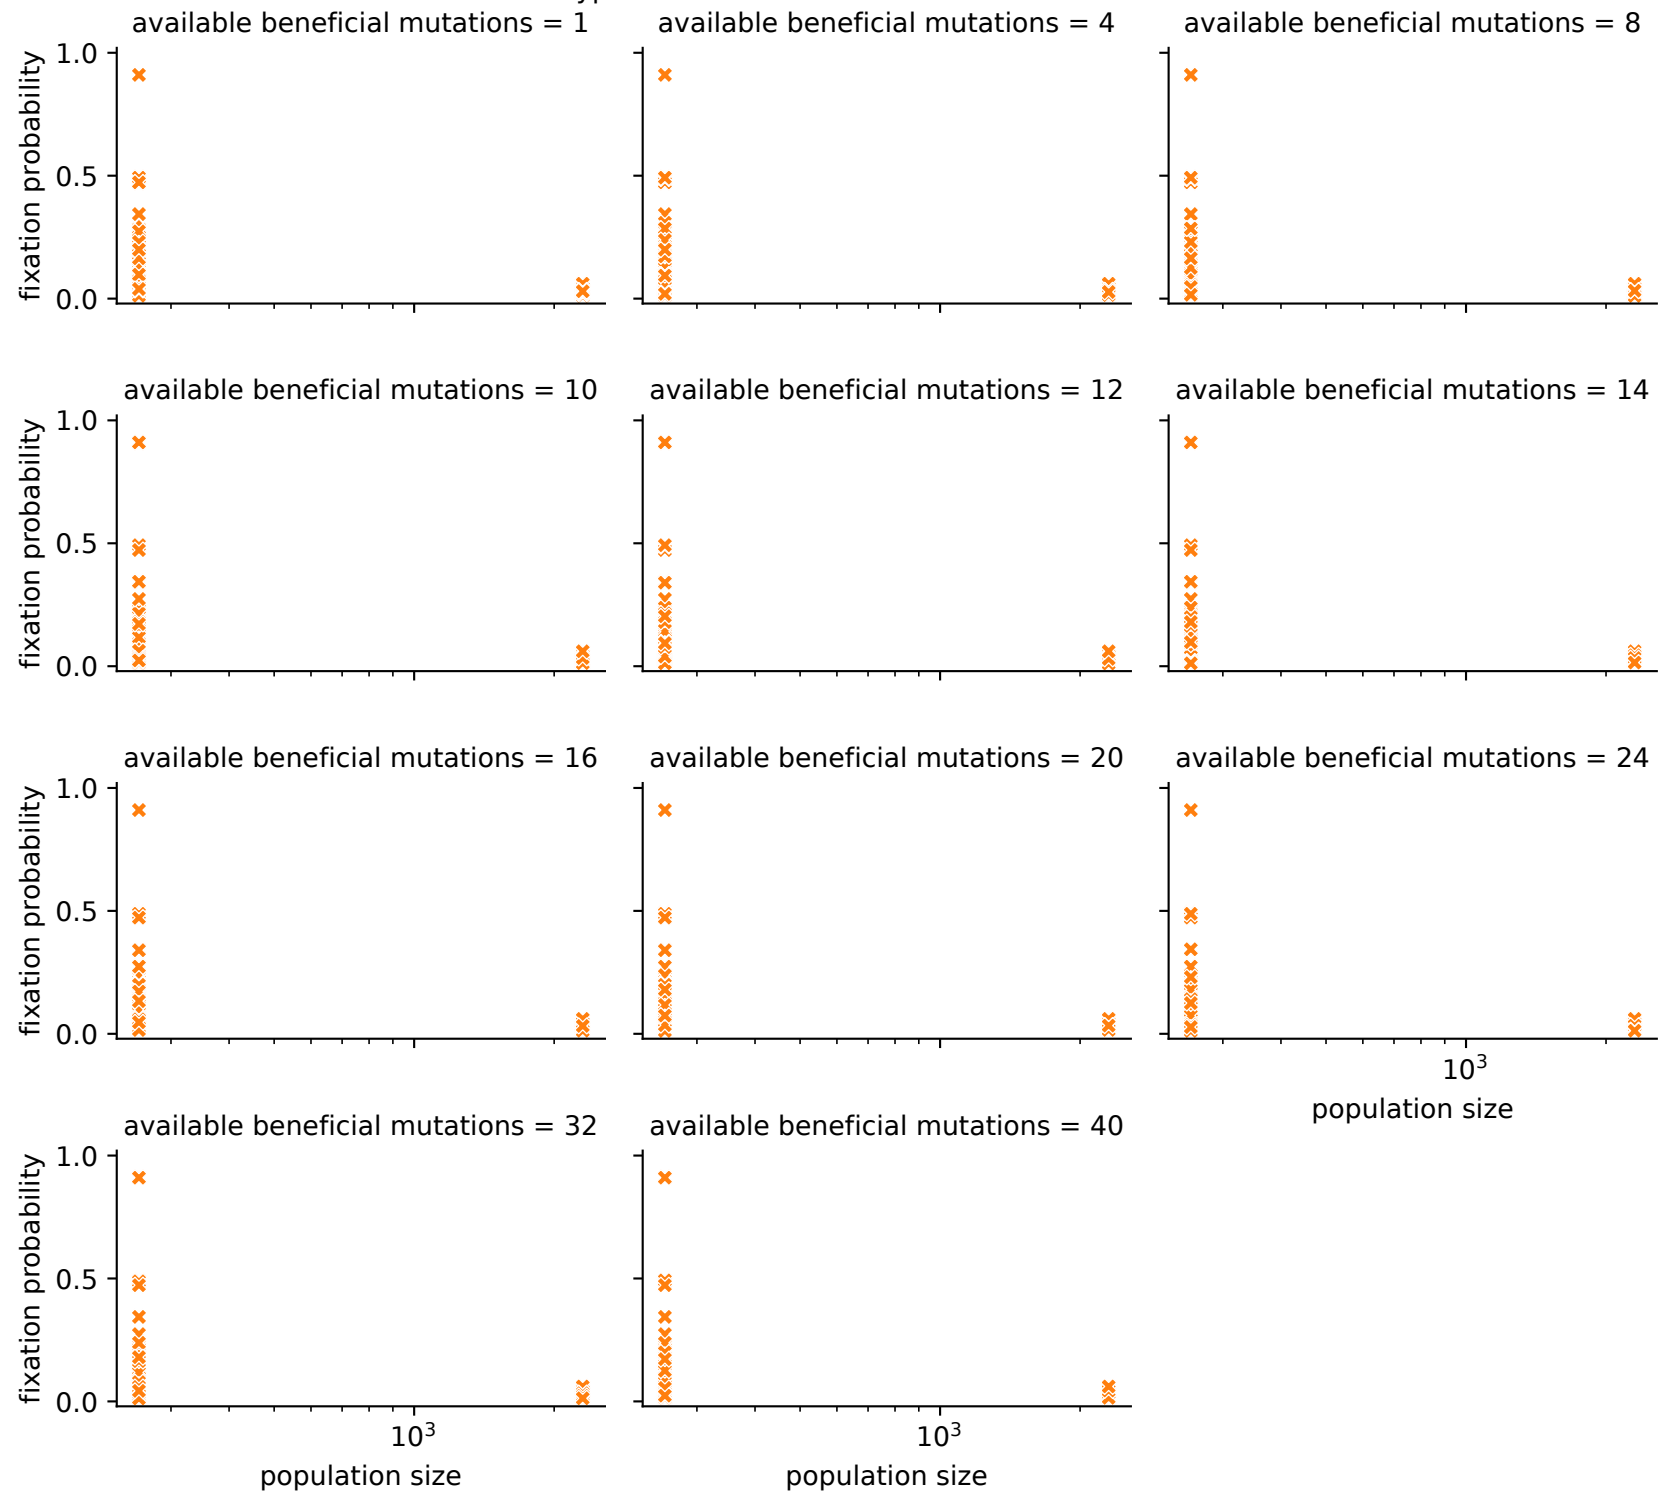 available beneficial mutations = 1
available beneficial mutations = 4
available beneficial mutations = 8
fixation probability
1.0
0.5
0.0
available beneficial mutations = 10
available beneficial mutations = 12
available beneficial mutations = 14
fixation probability
1.0
0.5
0.0
available beneficial mutations = 16
available beneficial mutations = 20
available beneficial mutations = 24
fixation probability
1.0
0.5
0.0
10³
population size
available beneficial mutations = 32
available beneficial mutations = 40
fixation probability
1.0
0.5
0.0
10³
10³
population size
population size